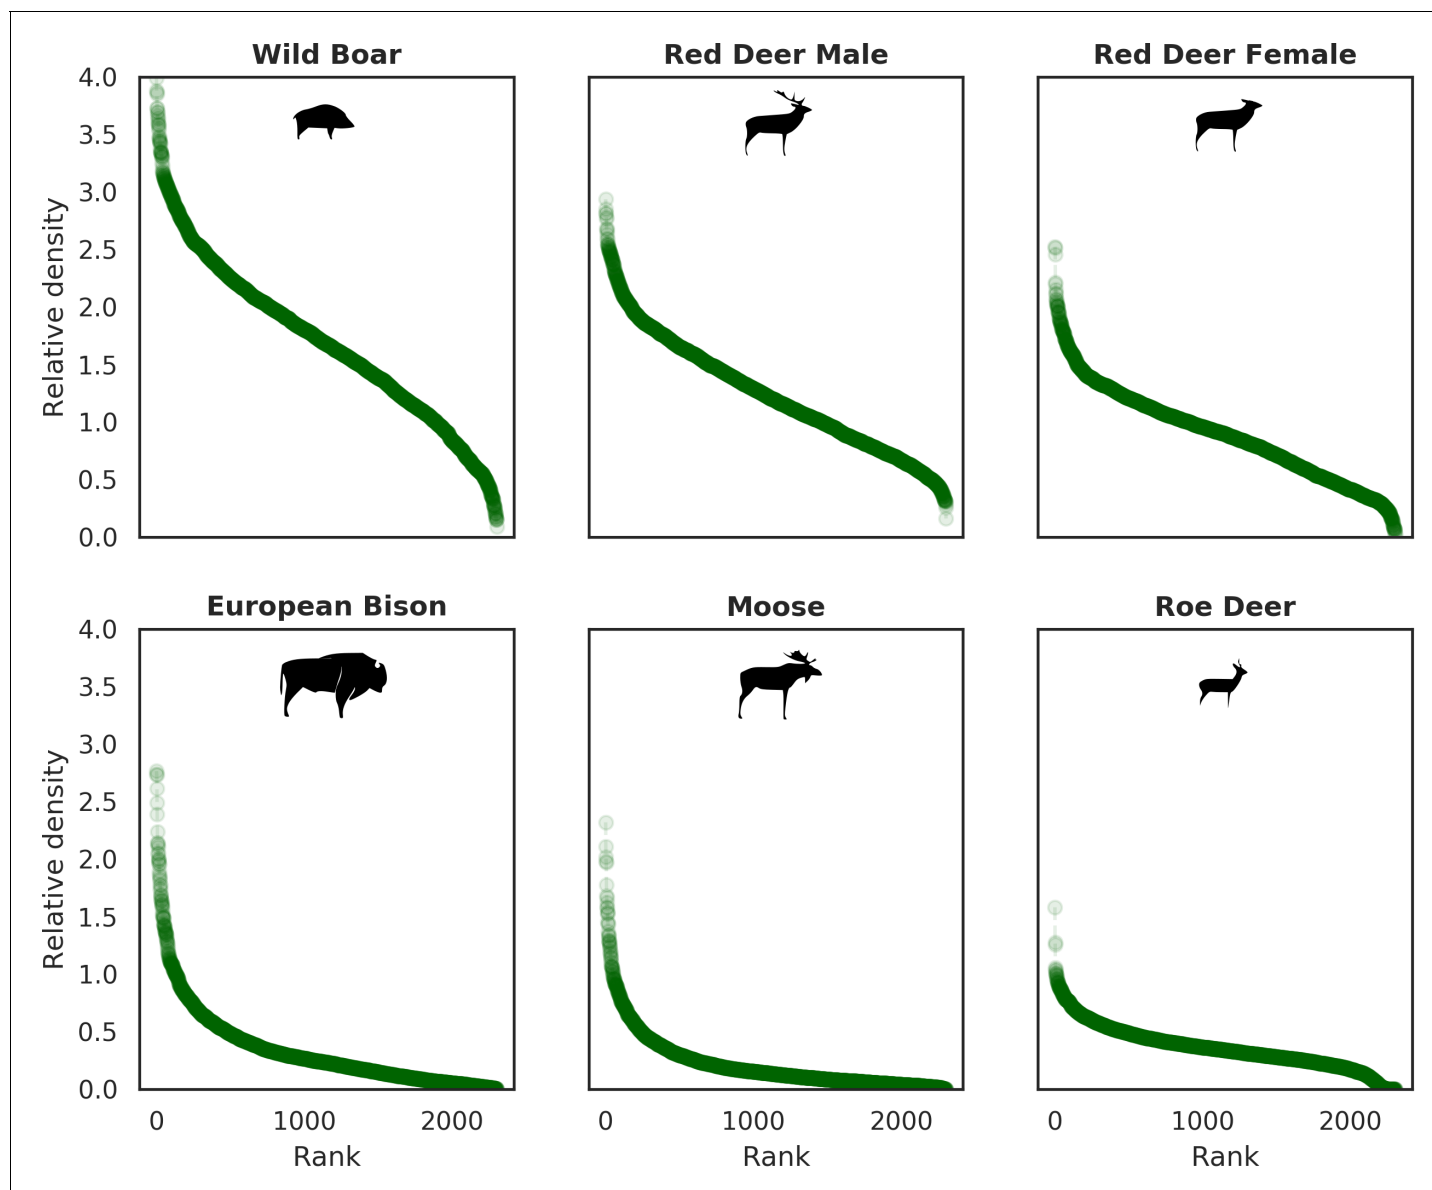 Wild Boar
Red Deer Male
Red Deer Female
4.0
3.5
3.0
2.5
2.0
1.5
1.0
0.5
0.0
Relative density
European Bison
Moose
Roe Deer
4.0
3.5
3.0
2.5
2.0
1.5
1.0
0.5
0.0
Relative density
0 1000 2000
0 1000 2000
0 1000 2000
Rank
Rank
Rank